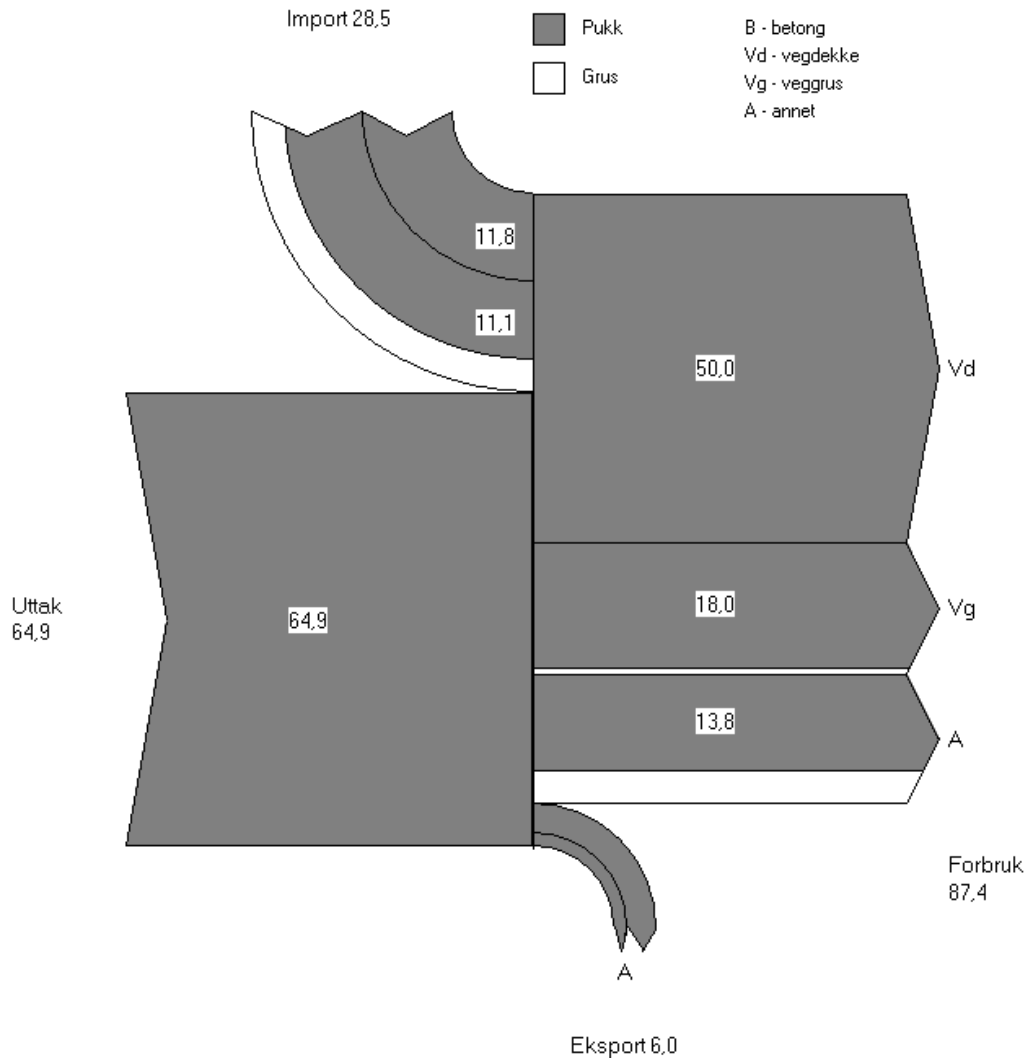 Import 28,5
Pukk
Grus
B - betong
Vd - vegdekke
Vg - veggrus
A - annet
11,8
11,1
50,0
Vd
Uttak
64,9
64,9
18,0
Vg
13,8
A
Forbruk
87,4
A
Eksport 6,0